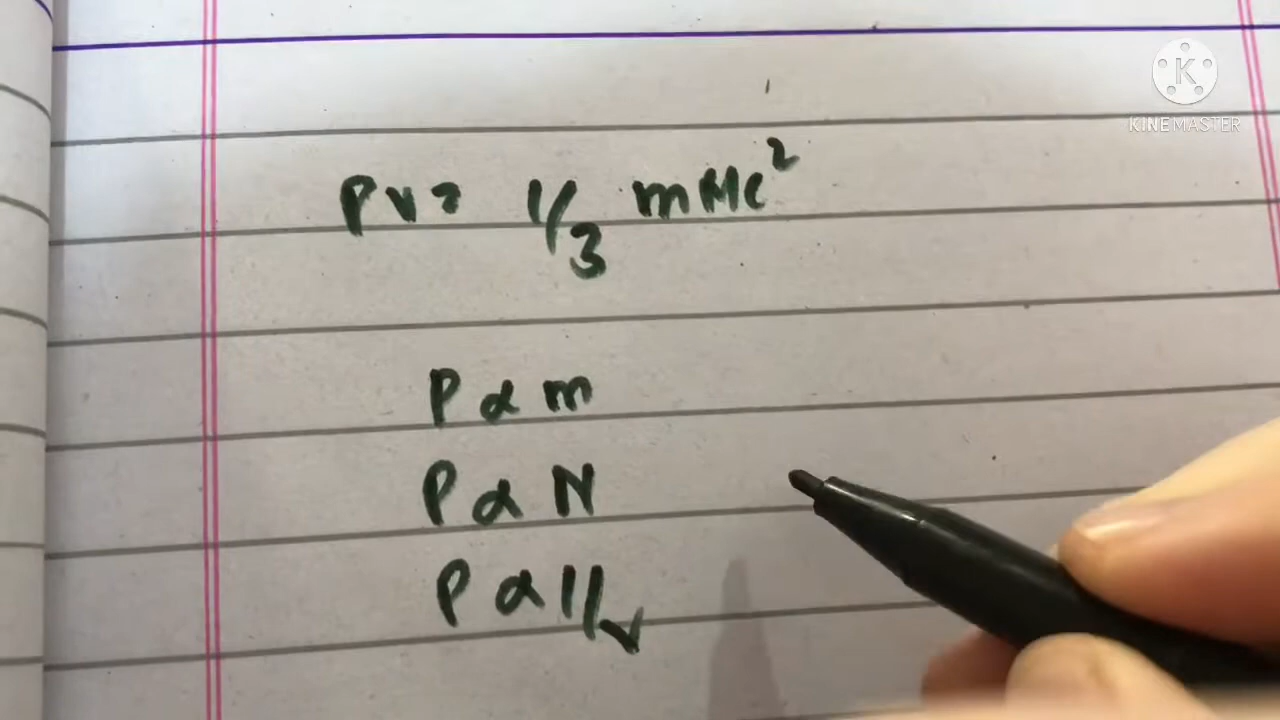 K
KINEMASTER
PV = 1/3 mNc²
P α m
P α N
P α 1/V